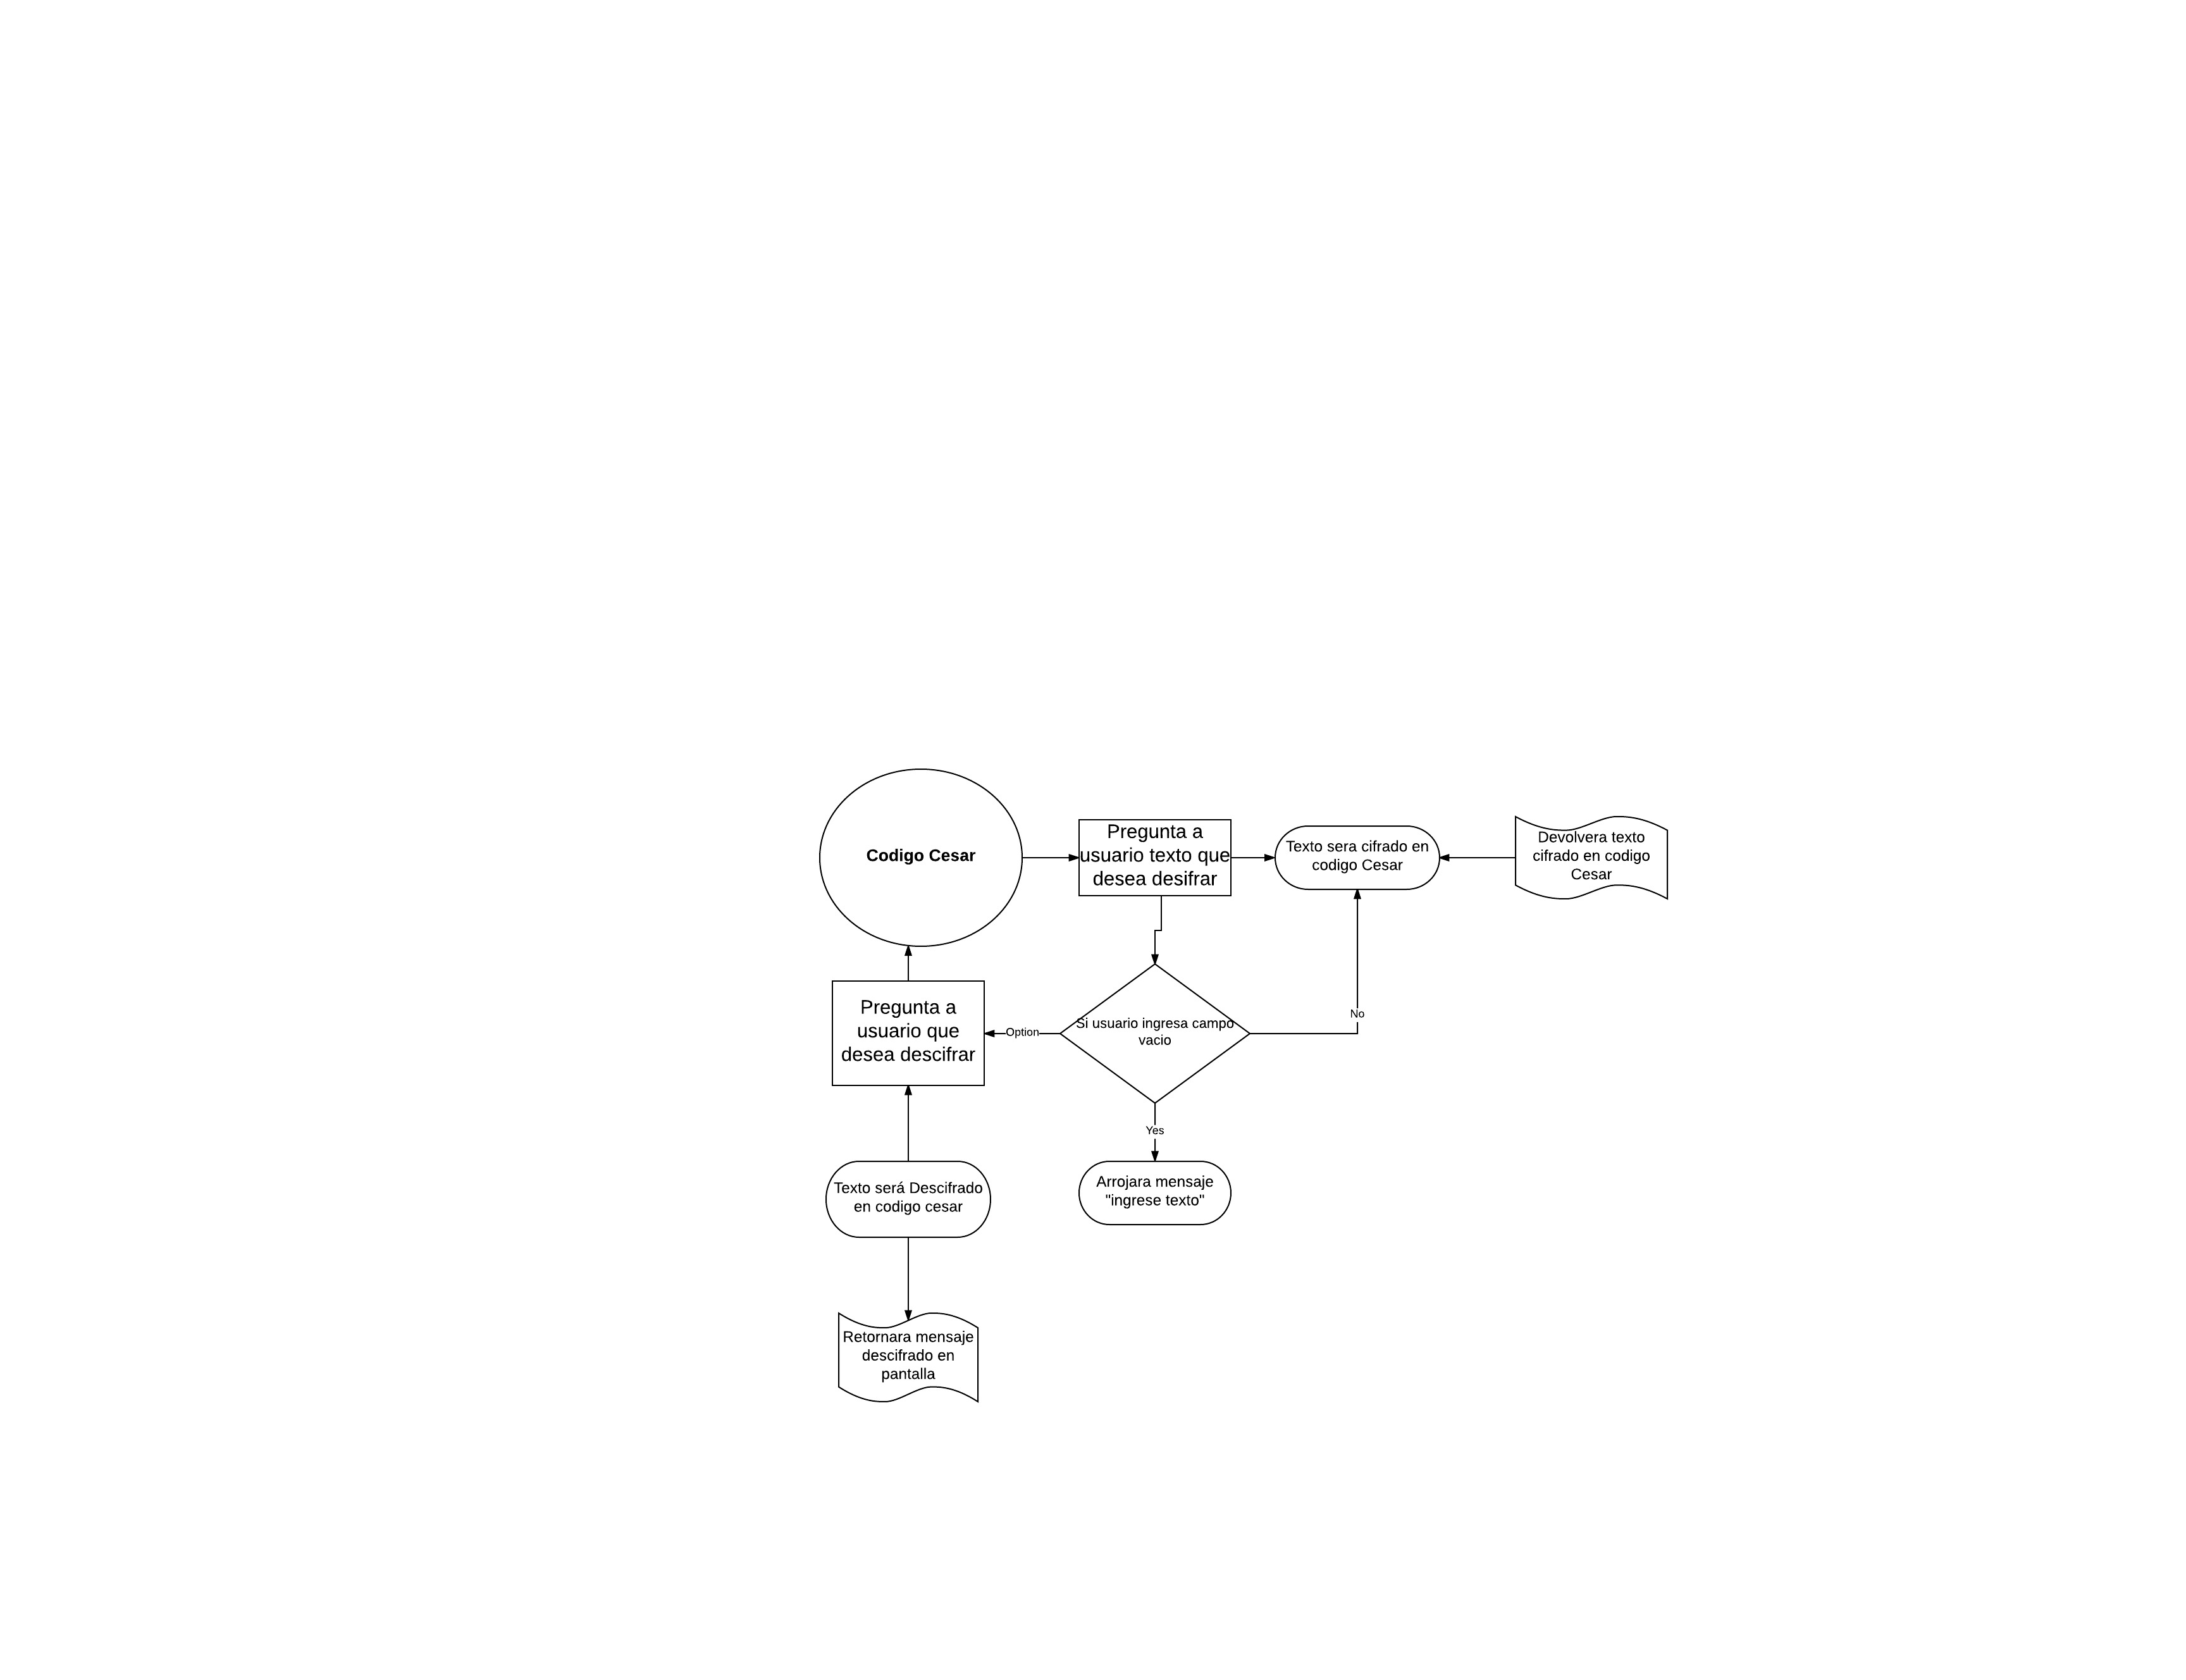 Codigo Cesar
Pregunta a
usuario texto que
desea desifrar
Texto sera cifrado en
codigo Cesar
Devolvera texto
cifrado en codigo
Cesar
Pregunta a
usuario que
desea descifrar
Option
Si usuario ingresa campo
vacio
No
Yes
Texto será Descifrado
en codigo cesar
Arrojara mensaje
"ingrese texto"
Retornara mensaje
descifrado en
pantalla